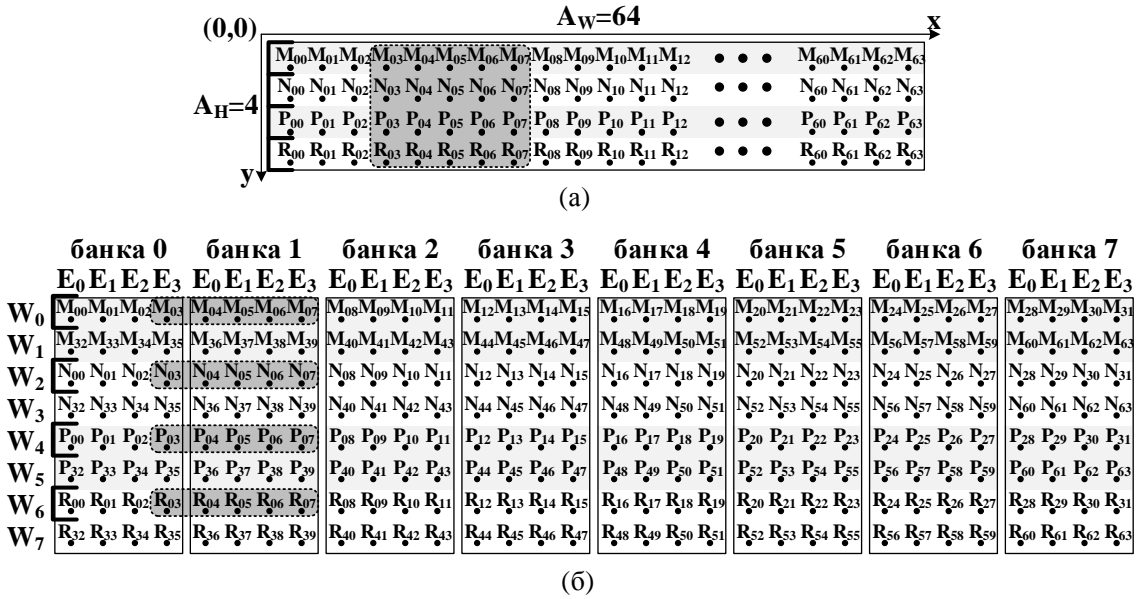 A_W=64
(0,0) x
M00 M01 M02 M03 M04 M05 M06 M07 M08 M09 M10 M11 M12 • • • M60 M61 M62 M63
N00 N01 N02 N03 N04 N05 N06 N07 N08 N09 N10 N11 N12 N60 N61 N62 N63
A_H=4
P00 P01 P02 P03 P04 P05 P06 P07 P08 P09 P10 P11 P12 P60 P61 P62 P63
R00 R01 R02 R03 R04 R05 R06 R07 R08 R09 R10 R11 R12 • • • R60 R61 R62 R63
y
(а)
банка 0 банка 1 банка 2 банка 3 банка 4 банка 5 банка 6 банка 7
E0 E1 E2 E3 E0 E1 E2 E3 E0 E1 E2 E3 E0 E1 E2 E3 E0 E1 E2 E3 E0 E1 E2 E3 E0 E1 E2 E3 E0 E1 E2 E3
W0 M00 M01 M02 M03 M04 M05 M06 M07 M08 M09 M10 M11 M12 M13 M14 M15 M16 M17 M18 M19 M20 M21 M22 M23 M24 M25 M26 M27 M28 M29 M30 M31
W1 M32 M33 M34 M35 M36 M37 M38 M39 M40 M41 M42 M43 M44 M45 M46 M47 M48 M49 M50 M51 M52 M53 M54 M55 M56 M57 M58 M59 M60 M61 M62 M63
W2 N00 N01 N02 N03 N04 N05 N06 N07 N08 N09 N10 N11 N12 N13 N14 N15 N16 N17 N18 N19 N20 N21 N22 N23 N24 N25 N26 N27 N28 N29 N30 N31
W3 N32 N33 N34 N35 N36 N37 N38 N39 N40 N41 N42 N43 N44 N45 N46 N47 N48 N49 N50 N51 N52 N53 N54 N55 N56 N57 N58 N59 N60 N61 N62 N63
W4 P00 P01 P02 P03 P04 P05 P06 P07 P08 P09 P10 P11 P12 P13 P14 P15 P16 P17 P18 P19 P20 P21 P22 P23 P24 P25 P26 P27 P28 P29 P30 P31
W5 P32 P33 P34 P35 P36 P37 P38 P39 P40 P41 P42 P43 P44 P45 P46 P47 P48 P49 P50 P51 P52 P53 P54 P55 P56 P57 P58 P59 P60 P61 P62 P63
W6 R00 R01 R02 R03 R04 R05 R06 R07 R08 R09 R10 R11 R12 R13 R14 R15 R16 R17 R18 R19 R20 R21 R22 R23 R24 R25 R26 R27 R28 R29 R30 R31
W7 R32 R33 R34 R35 R36 R37 R38 R39 R40 R41 R42 R43 R44 R45 R46 R47 R48 R49 R50 R51 R52 R53 R54 R55 R56 R57 R58 R59 R60 R61 R62 R63
(б)